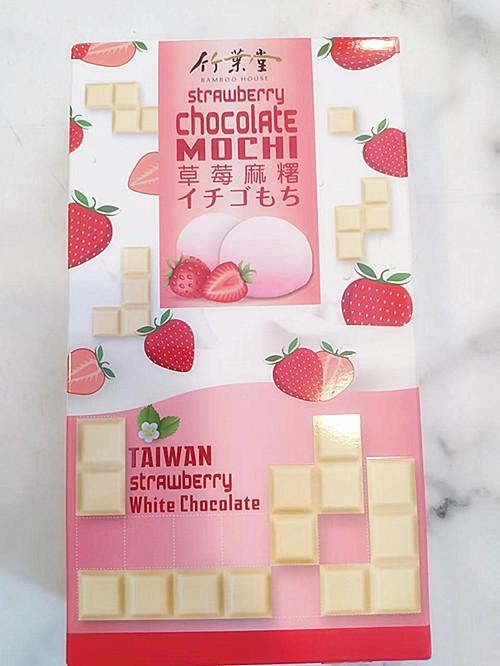 竹葉堂
BAMBOO HOUSE
strawberry
chocolate
MOCHI
草莓麻糬
イチゴもち
TAIWAN
strawberry
White Chocolate